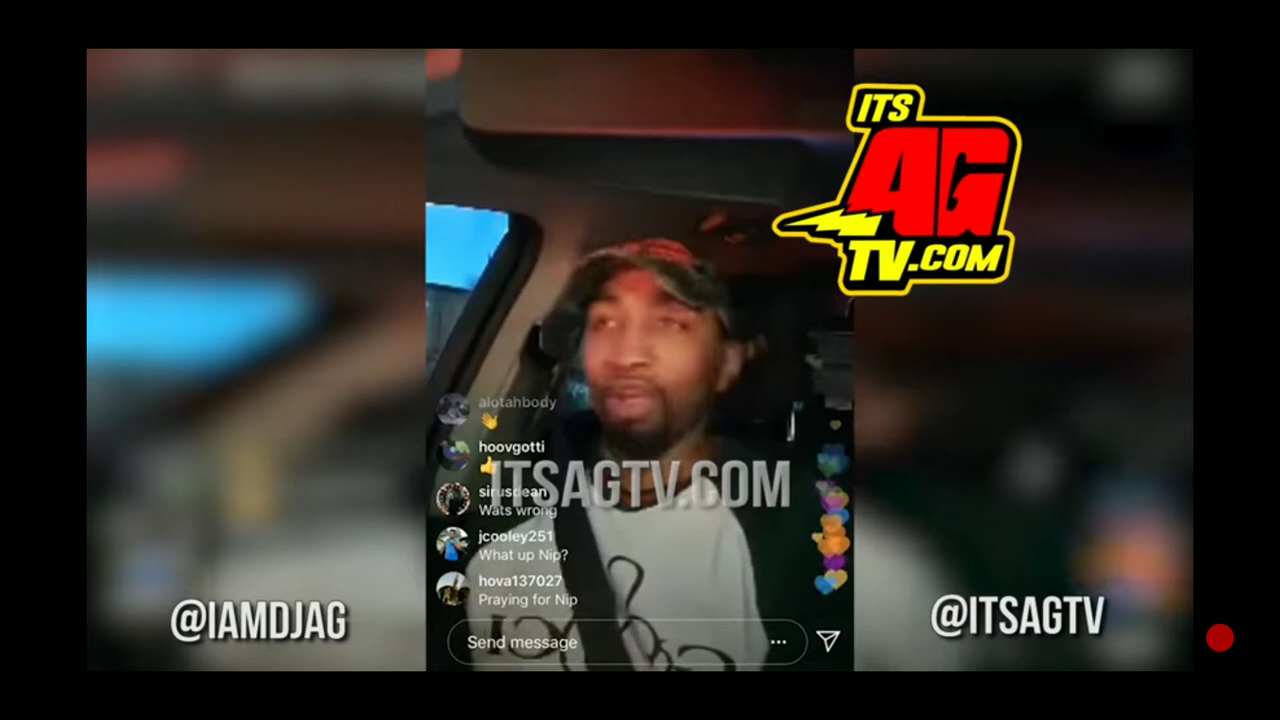 ITS
AG
TV.COM
alotahbody
👋
hoovgotti
👍
ITSAGTV.COM
sirusdean
Wats wrong
jcooley251
What up Nip?
hova137027
Praying for Nip
@IAMDJAG
@ITSAGTV
Send message